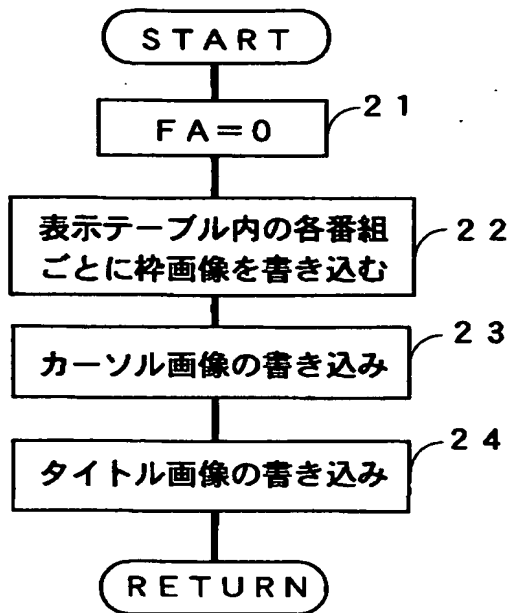 START
FA=0
21
表示テーブル内の各番組
ごとに枠画像を書き込む
22
カーソル画像の書き込み
23
タイトル画像の書き込み
24
RETURN